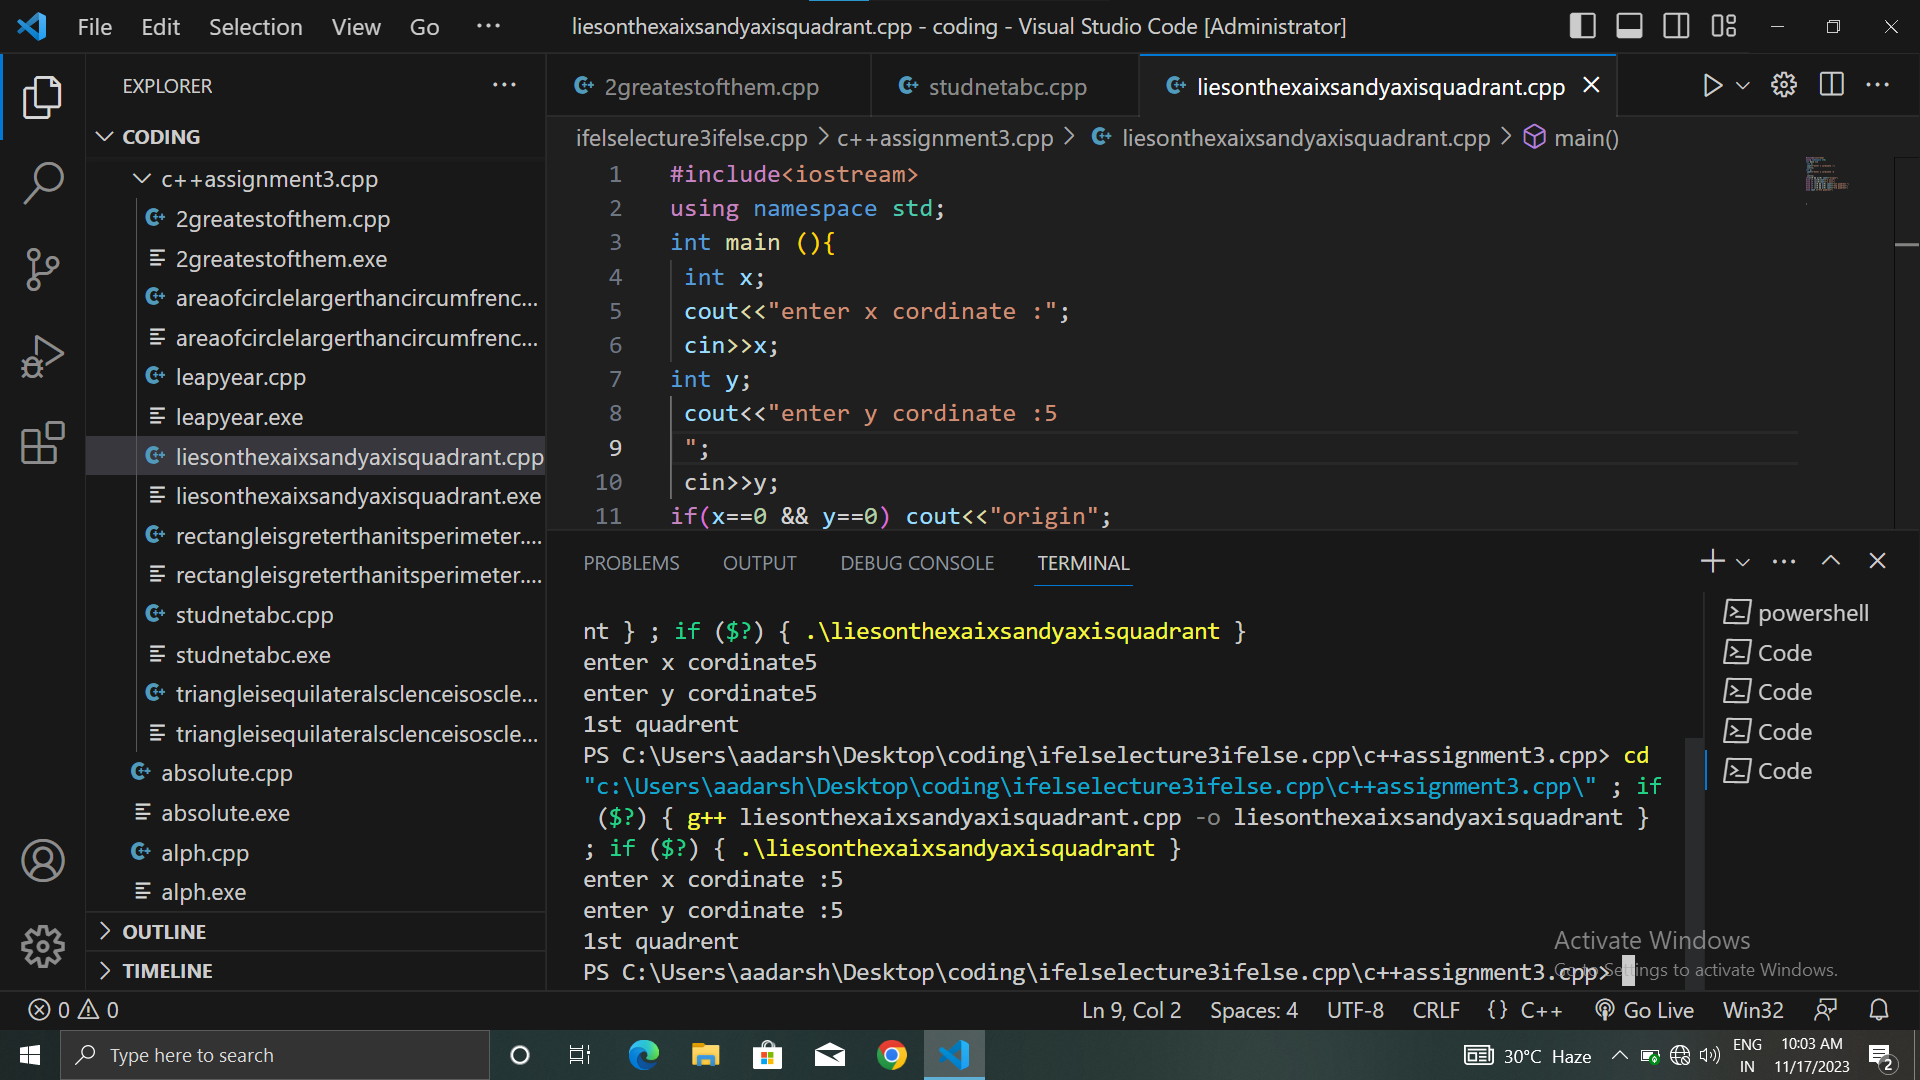 File Edit Selection View Go ··· liesonthexaixsandyaxisquadrant.cpp - coding - Visual Studio Code [Administrator]
EXPLORER ···
CODING
c++assignment3.cpp
2greatestofthem.cpp
2greatestofthem.exe
areaofcirclelargerthancircumfrenc...
areaofcirclelargerthancircumfrenc...
leapyear.cpp
leapyear.exe
liesonthexaixsandyaxisquadrant.cpp
liesonthexaixsandyaxisquadrant.exe
rectangleisgreterthanitsperimeter....
rectangleisgreterthanitsperimeter....
studnetabc.cpp
studnetabc.exe
triangleisequilateralsclenceisoscle...
triangleisequilateralsclenceisoscle...
absolute.cpp
absolute.exe
alph.cpp
alph.exe
OUTLINE
TIMELINE
2greatestofthem.cpp studnetabc.cpp liesonthexaixsandyaxisquadrant.cpp
ifelselecture3ifelse.cpp > c++assignment3.cpp > liesonthexaixsandyaxisquadrant.cpp > main()
1 #include<iostream>
2 using namespace std;
3 int main (){
4 int x;
5 cout<<"enter x cordinate :";
6 cin>>x;
7 int y;
8 cout<<"enter y cordinate :5
9 ";
10 cin>>y;
11 if(x==0 && y==0) cout<<"origin";
PROBLEMS OUTPUT DEBUG CONSOLE TERMINAL
nt } ; if ($?) { .\liesonthexaixsandyaxisquadrant }
enter x cordinate5
enter y cordinate5
1st quadrent
PS C:\Users\aadarsh\Desktop\coding\ifelselecture3ifelse.cpp\c++assignment3.cpp> cd
"c:\Users\aadarsh\Desktop\coding\ifelselecture3ifelse.cpp\c++assignment3.cpp\" ; if
($?) { g++ liesonthexaixsandyaxisquadrant.cpp -o liesonthexaixsandyaxisquadrant }
; if ($?) { .\liesonthexaixsandyaxisquadrant }
enter x cordinate :5
enter y cordinate :5
1st quadrent
PS C:\Users\aadarsh\Desktop\coding\ifelselecture3ifelse.cpp\c++assignment3.cpp>
powershell
Code
Code
Code
Code
Activate Windows
Go to Settings to activate Windows.
0 0 Ln 9, Col 2 Spaces: 4 UTF-8 CRLF {} C++ Go Live Win32
Type here to search
30°C Haze
ENG
IN
10:03 AM
11/17/2023
2